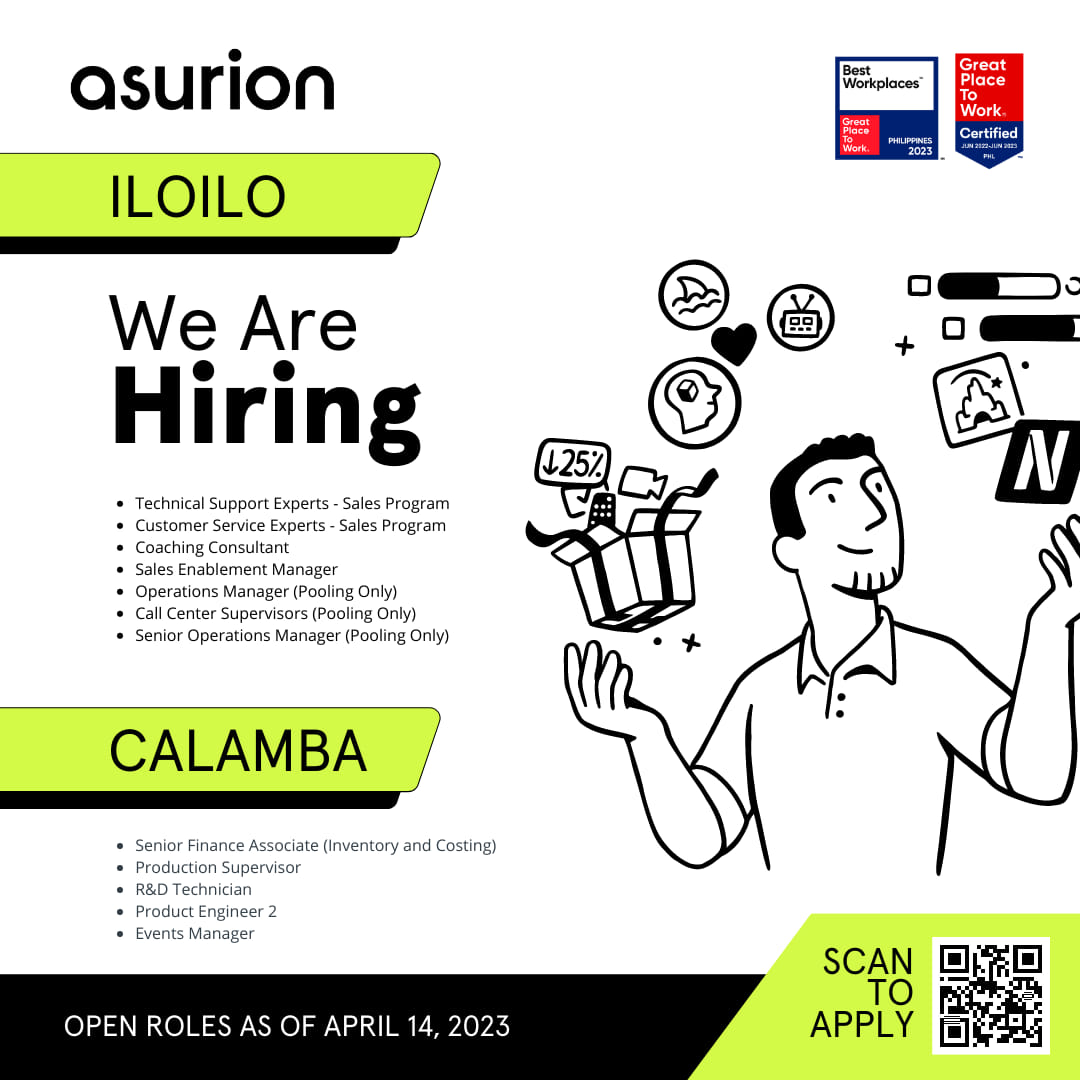 asurion
Best
Workplaces™
Great
Place
To
Work.
PHILIPPINES
2023
Great
Place
To
Work®
Certified
JUN 2022-JUN 2023
PHL
ILOILO
We Are
Hiring
• Technical Support Experts - Sales Program
• Customer Service Experts - Sales Program
• Coaching Consultant
• Sales Enablement Manager
• Operations Manager (Pooling Only)
• Call Center Supervisors (Pooling Only)
• Senior Operations Manager (Pooling Only)
↓25%
N
CALAMBA
• Senior Finance Associate (Inventory and Costing)
• Production Supervisor
• R&D Technician
• Product Engineer 2
• Events Manager
OPEN ROLES AS OF APRIL 14, 2023
SCAN
TO
APPLY